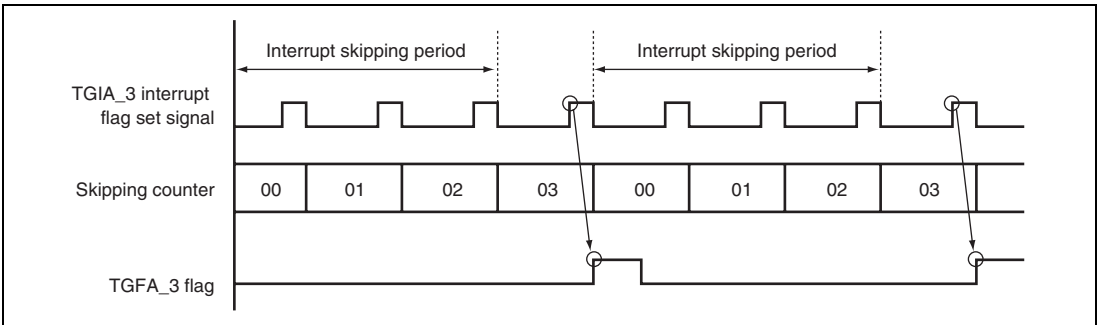 Interrupt skipping period Interrupt skipping period
TGIA_3 interrupt
flag set signal
Skipping counter 00 01 02 03 00 01 02 03
TGFA_3 flag